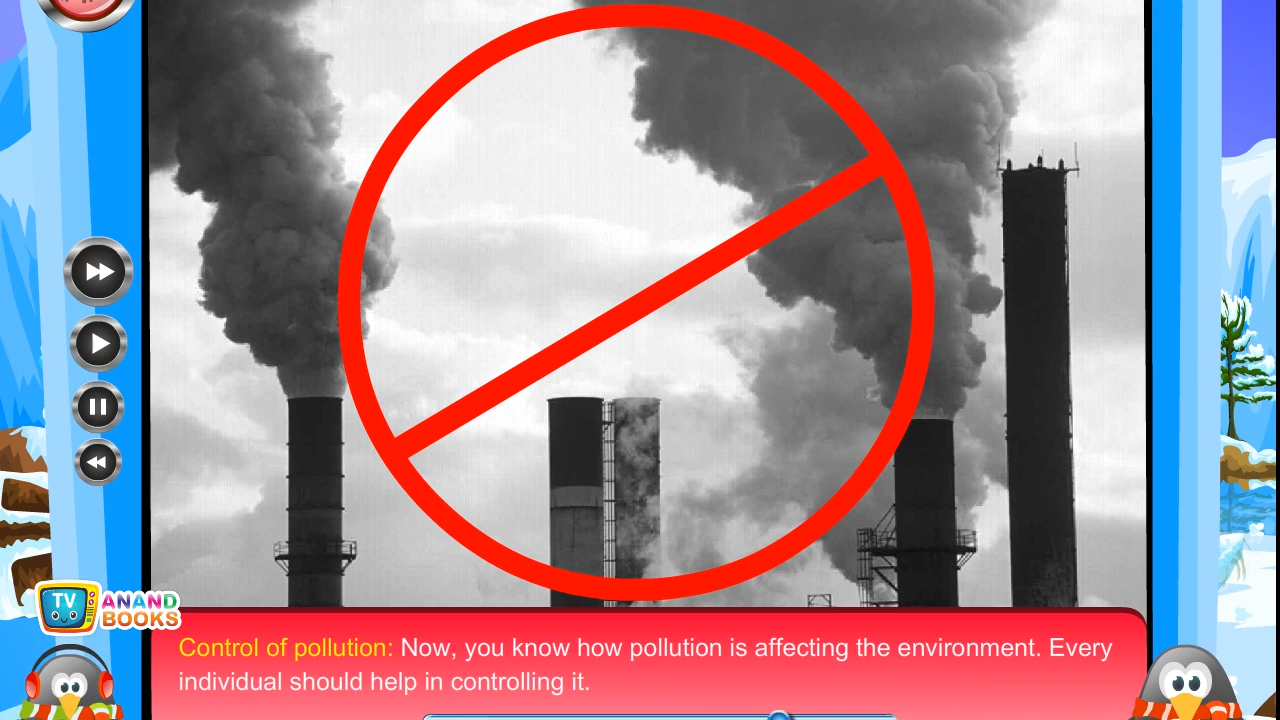 TV
ANAND
BOOKS
Control of pollution: Now, you know how pollution is affecting the environment. Every
individual should help in controlling it.